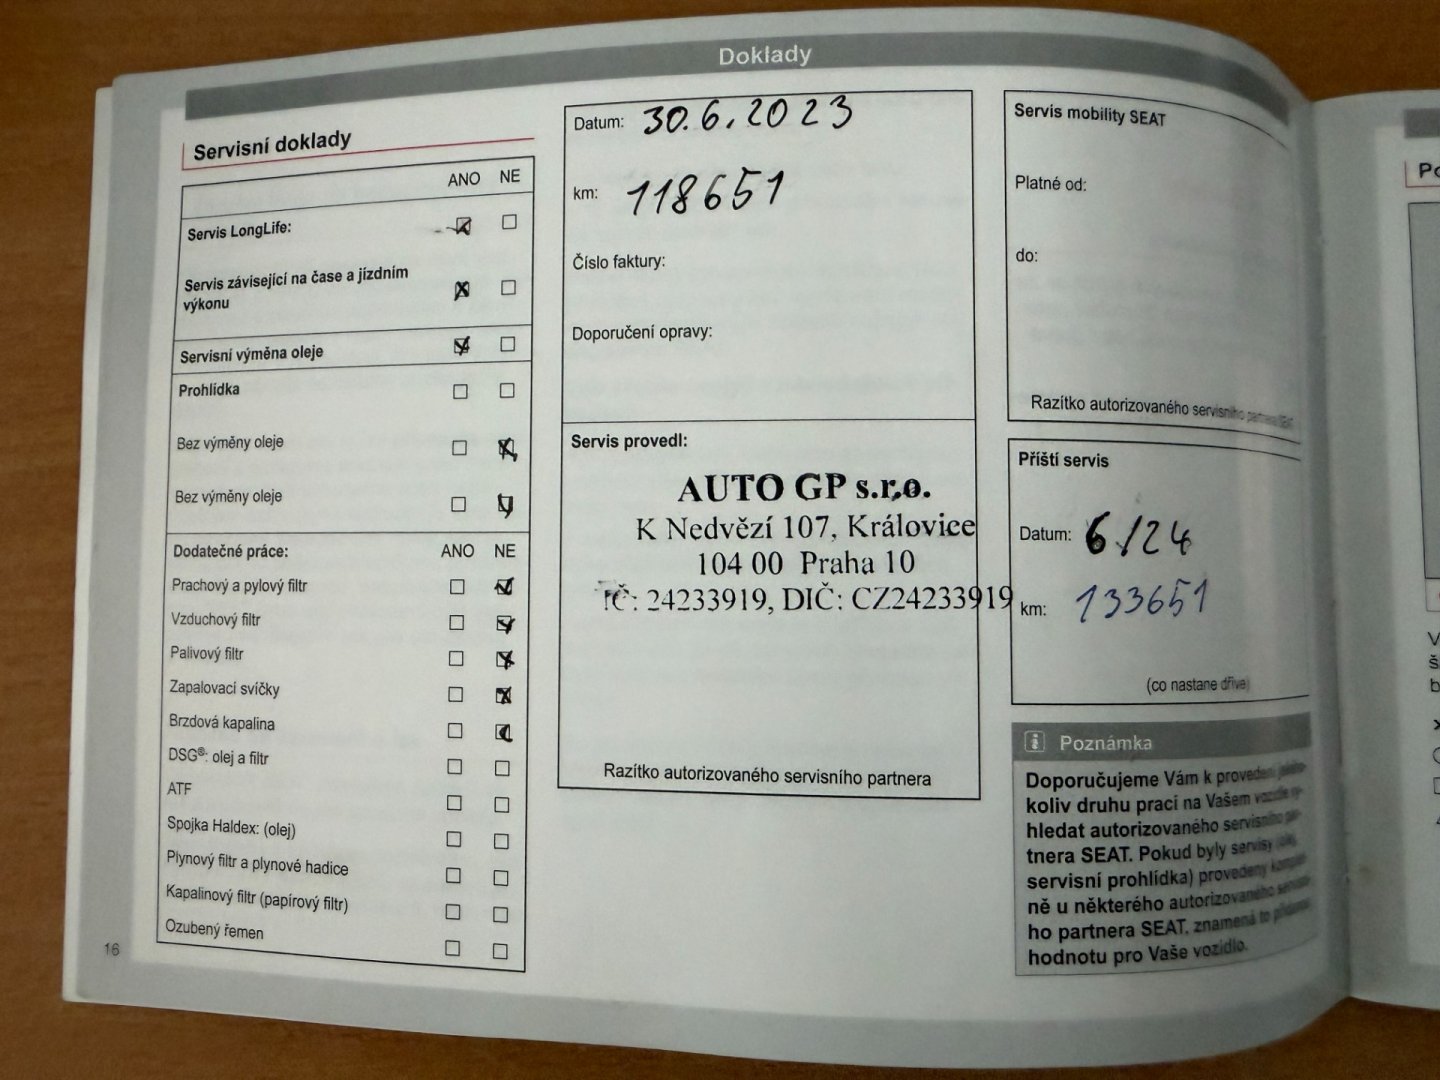 Doklady
Servisní doklady
ANO NE
Servis LongLife:
Servis závisející na čase a jízdním
výkonu
Servisní výměna oleje
Prohlídka
Bez výměny oleje
Bez výměny oleje
Dodatečné práce: ANO NE
Prachový a pylový filtr
Vzduchový filtr
Palivový filtr
Zapalovací svíčky
Brzdová kapalina
DSG®: olej a filtr
ATF
Spojka Haldex: (olej)
Plynový filtr a plynové hadice
Kapalinový filtr (papírový filtr)
Ozubený řemen
16
Datum: 30.6.2023
km: 118651
Číslo faktury:
Doporučení opravy:
Servis provedl:
AUTO GP s.r.o.
K Nedvězí 107, Královice
104 00 Praha 10
IČ: 24233919, DIČ: CZ24233919
Razítko autorizovaného servisního partnera
Servis mobility SEAT
Platné od:
do:
Razítko autorizovaného servisního partnera SEAT
Příští servis
Datum: 6/24
km: 133651
(co nastane dříve)
Poznámka
Doporučujeme Vám k provedení
koliv druhu prací na Vašem vozidle
hledat autorizovaného servisního
tnera SEAT. Pokud byly servisy
servisní prohlídka) provedeny
ně u některého autorizovaného
ho partnera SEAT, znamená to
hodnotu pro Vaše vozidlo.